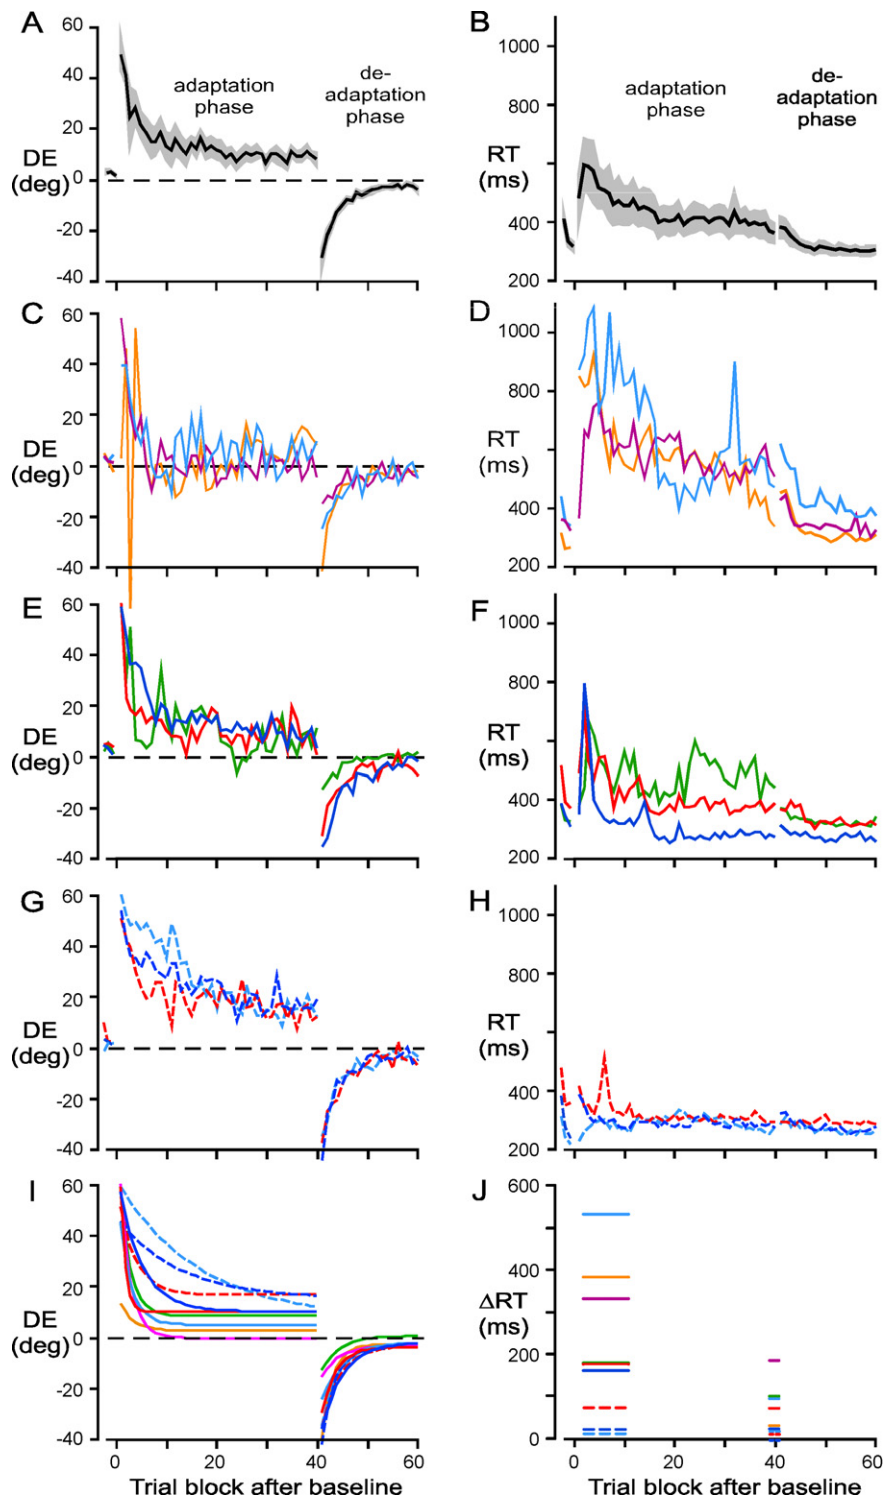 A
60
40
20
0
-20
-40
DE
(deg)
adaptation
phase
de-
adaptation
phase
B
1000
800
600
400
200
RT
(ms)
adaptation
phase
de-
adaptation
phase
C
60
40
20
0
-20
-40
DE
(deg)
D
1000
800
600
400
200
RT
(ms)
E
60
40
20
0
-20
-40
DE
(deg)
F
1000
800
600
400
200
RT
(ms)
G
60
40
20
0
-20
-40
DE
(deg)
H
1000
800
600
400
200
RT
(ms)
I
60
40
20
0
-20
-40
DE
(deg)
0 20 40 60
Trial block after baseline
J
600
400
200
0
ΔRT
(ms)
0 20 40 60
Trial block after baseline